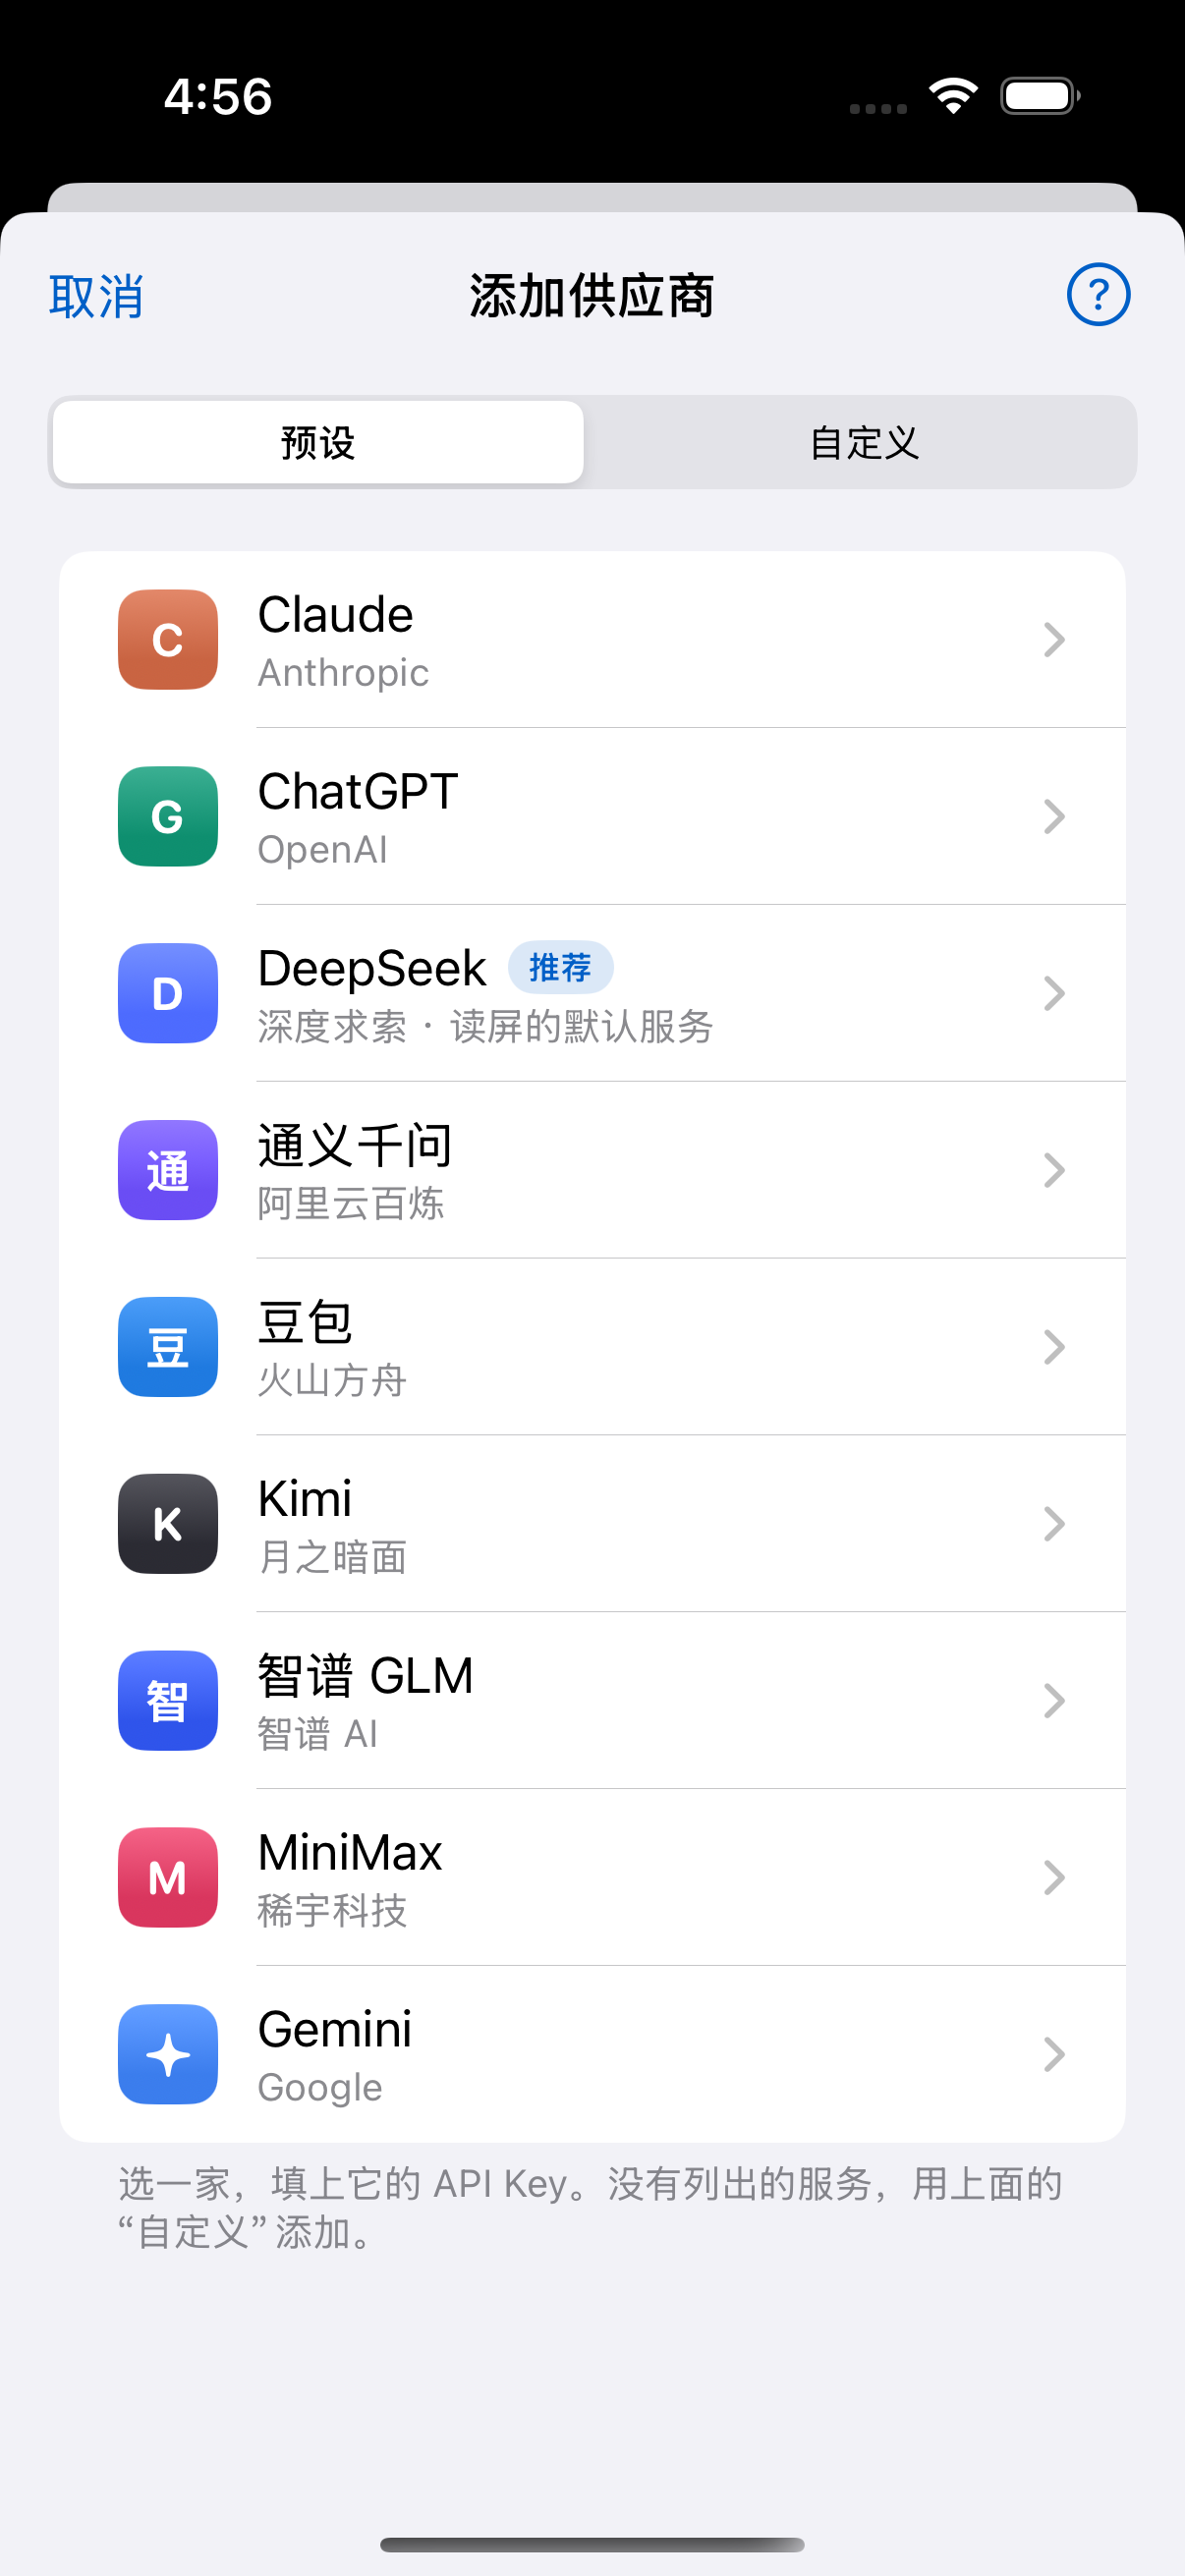 4:56
取消
添加供应商
?
预设
自定义
C
Claude
Anthropic
G
ChatGPT
OpenAI
D
DeepSeek 推荐
深度求索 · 读屏的默认服务
通
通义千问
阿里云百炼
豆
豆包
火山方舟
K
Kimi
月之暗面
智
智谱 GLM
智谱 AI
M
MiniMax
稀宇科技
Gemini
Google
选一家，填上它的 API Key。没有列出的服务，用上面的
“自定义”添加。